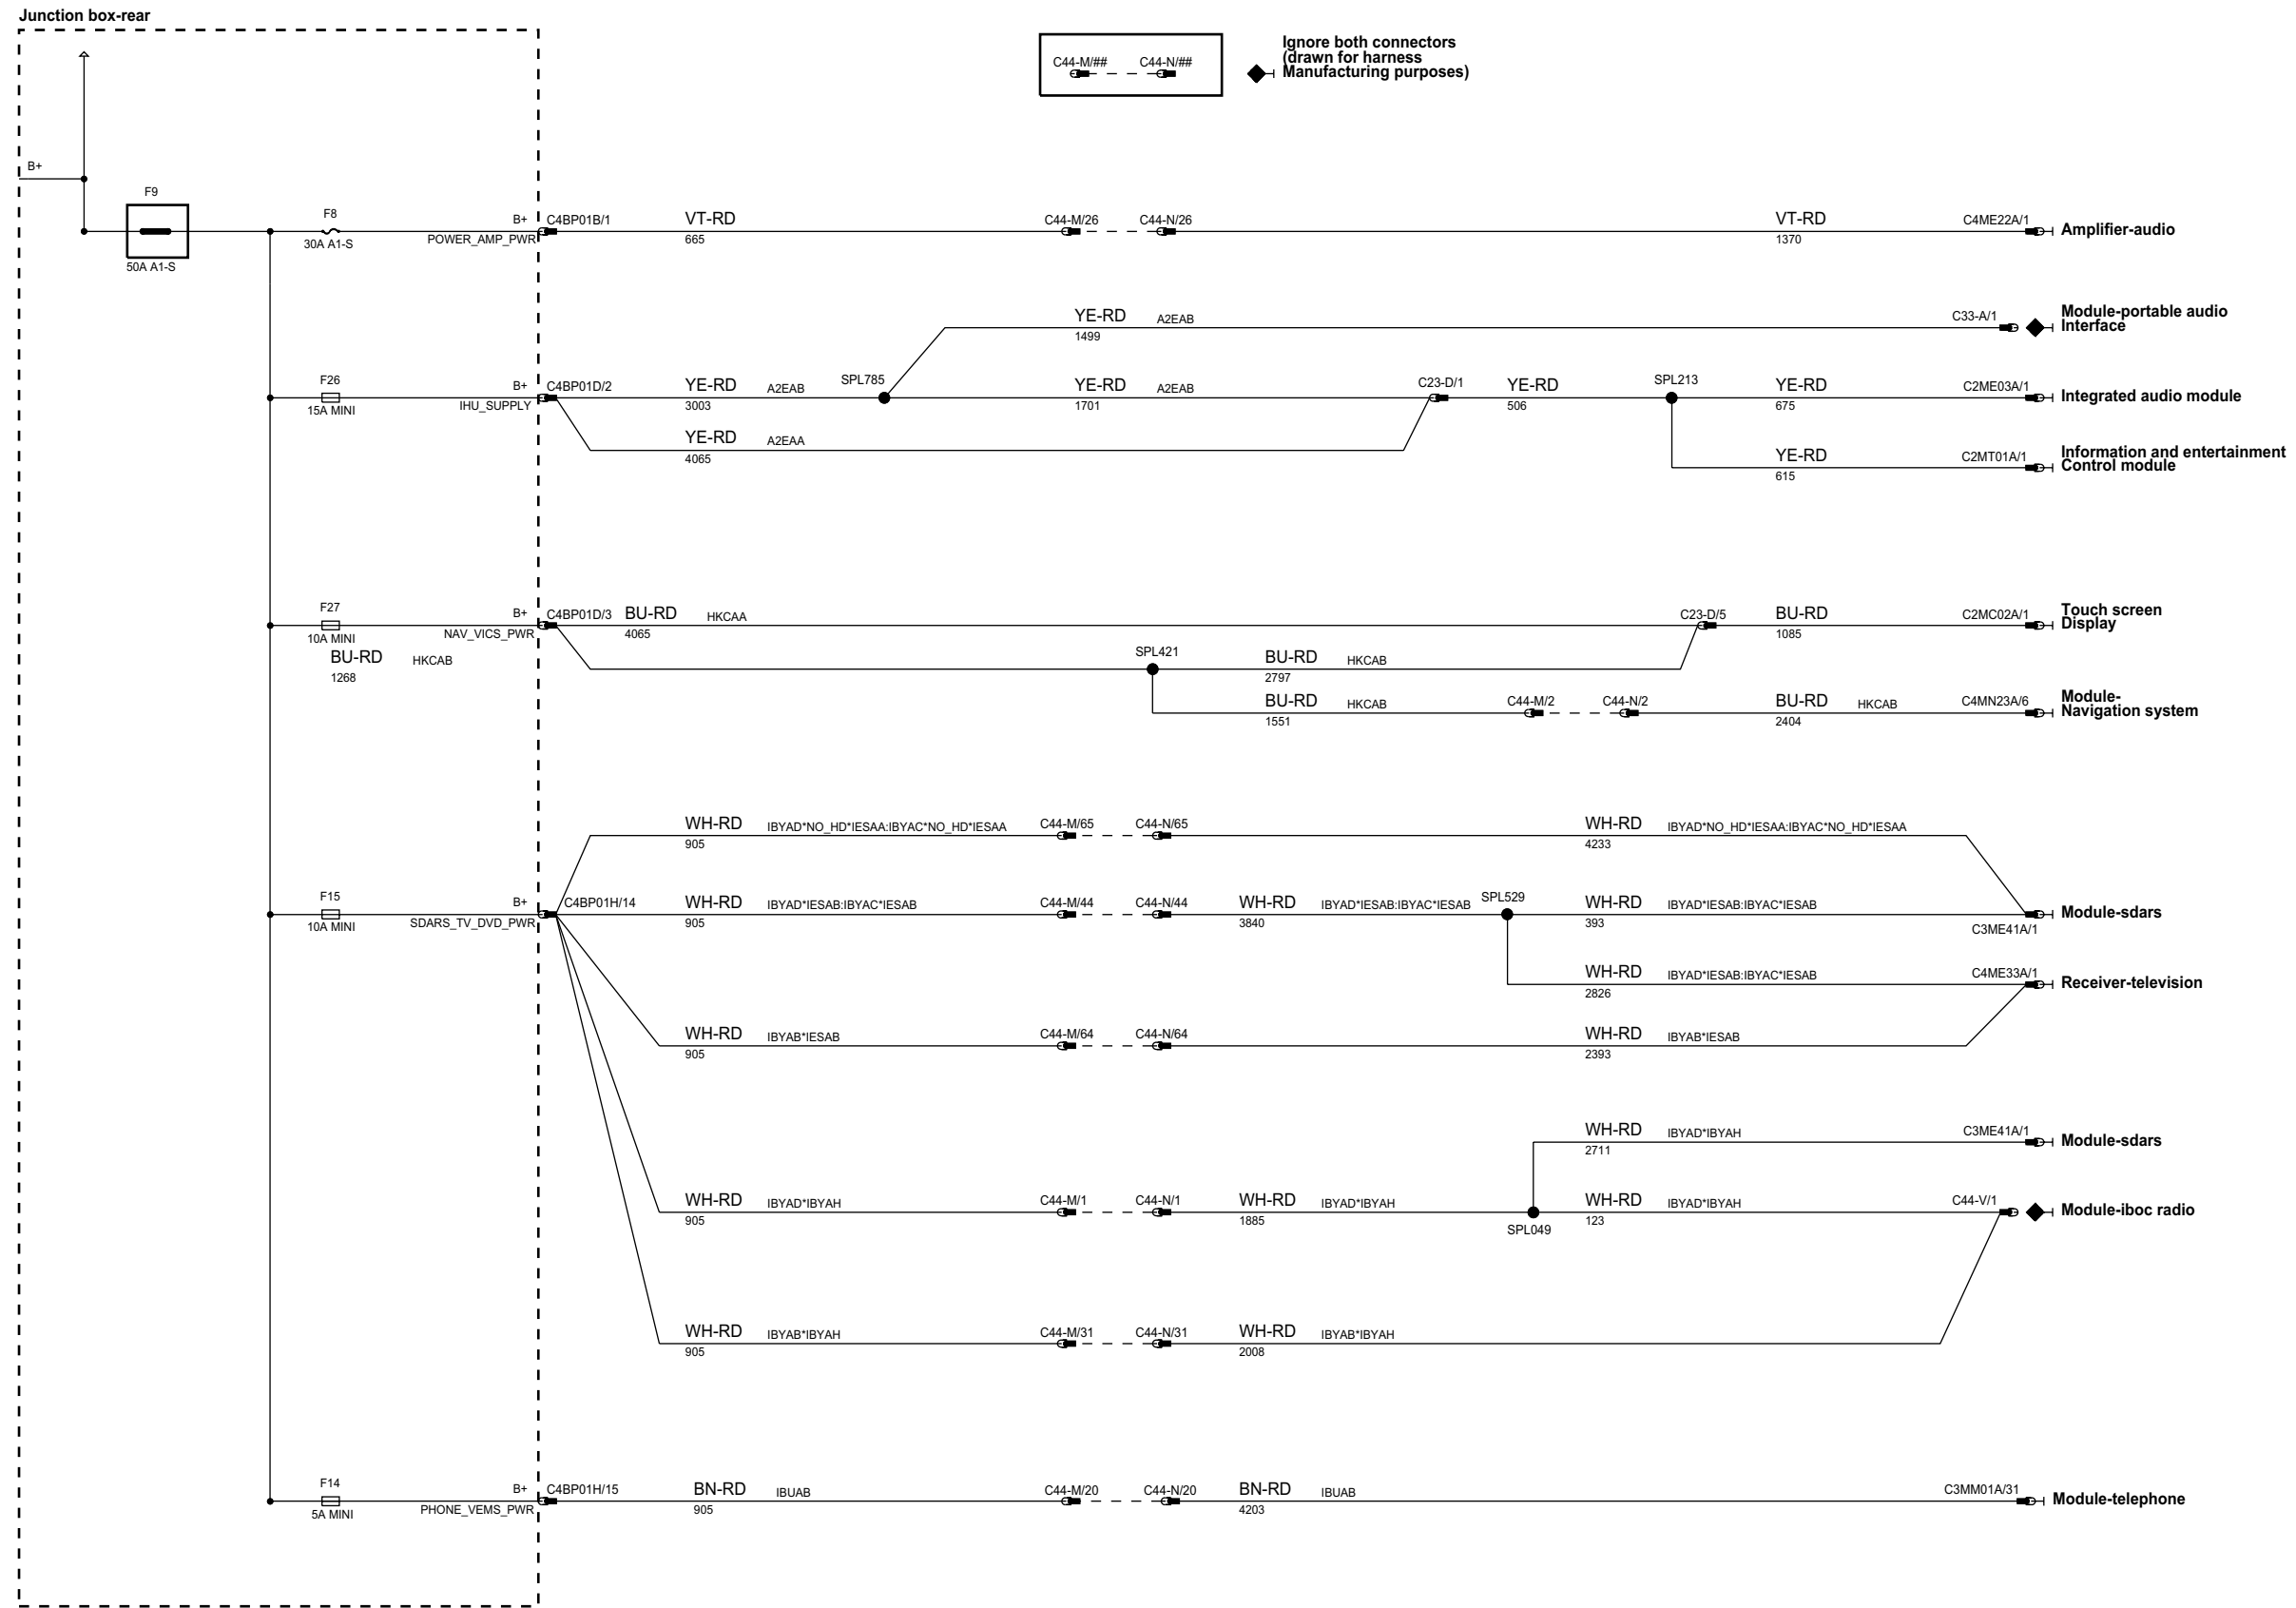 Junction box-rear
Ignore both connectors
(drawn for harness
Manufacturing purposes)
C44-M/## C44-N/##
B+
F9
50A A1-S
F8
30A A1-S
B+
POWER_AMP_PWR
C4BP01B/1
VT-RD
665
C44-M/26 C44-N/26
VT-RD
1370
C4ME22A/1
Amplifier-audio
YE-RD A2EAB
1499
C33-A/1
Module-portable audio
Interface
F26
15A MINI
B+
IHU_SUPPLY
C4BP01D/2
YE-RD A2EAB
3003
SPL785
YE-RD A2EAB
1701
C23-D/1
YE-RD
506
SPL213
YE-RD
675
C2ME03A/1
Integrated audio module
YE-RD A2EAA
4065
YE-RD
615
C2MT01A/1
Information and entertainment
Control module
F27
10A MINI
B+
NAV_VICS_PWR
C4BP01D/3
BU-RD HKCAA
4065
C23-D/5
BU-RD
1085
C2MC02A/1
Touch screen
Display
BU-RD HKCAB
1268
SPL421
BU-RD HKCAB
2797
BU-RD HKCAB
1551
C44-M/2 C44-N/2
BU-RD HKCAB
2404
C4MN23A/6
Module-
Navigation system
WH-RD IBYAD*NO_HD*IESAA:IBYAC*NO_HD*IESAA
905
C44-M/65 C44-N/65
WH-RD IBYAD*NO_HD*IESAA:IBYAC*NO_HD*IESAA
4233
F15
10A MINI
B+
SDARS_TV_DVD_PWR
C4BP01H/14
WH-RD IBYAD*IESAB:IBYAC*IESAB
905
C44-M/44 C44-N/44
WH-RD IBYAD*IESAB:IBYAC*IESAB
3840
SPL529
WH-RD IBYAD*IESAB:IBYAC*IESAB
393
C3ME41A/1
Module-sdars
WH-RD IBYAD*IESAB:IBYAC*IESAB
2826
C4ME33A/1
Receiver-television
WH-RD IBYAB*IESAB
905
C44-M/64 C44-N/64
WH-RD IBYAB*IESAB
2393
WH-RD IBYAD*IBYAH
2711
C3ME41A/1
Module-sdars
WH-RD IBYAD*IBYAH
905
C44-M/1 C44-N/1
WH-RD IBYAD*IBYAH
1885
SPL049
WH-RD IBYAD*IBYAH
123
C44-V/1
Module-iboc radio
WH-RD IBYAB*IBYAH
905
C44-M/31 C44-N/31
WH-RD IBYAB*IBYAH
2008
F14
5A MINI
B+
PHONE_VEMS_PWR
C4BP01H/15
BN-RD IBUAB
905
C44-M/20 C44-N/20
BN-RD IBUAB
4203
C3MM01A/31
Module-telephone